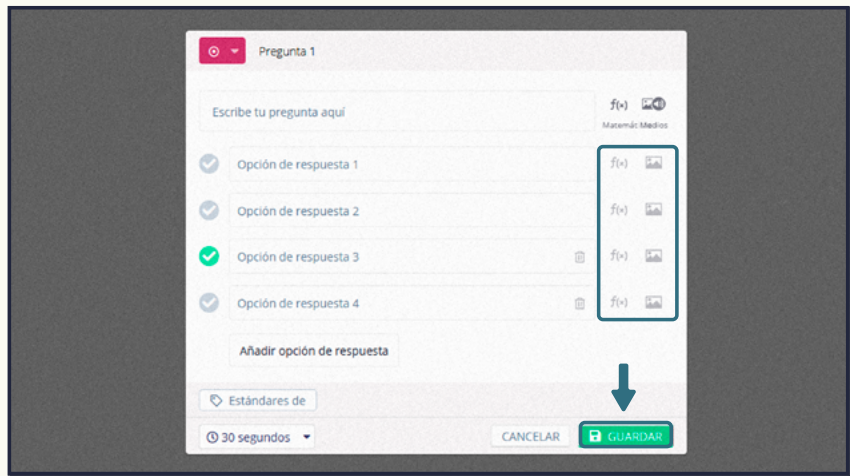 Pregunta 1
Escribe tu pregunta aquí
f(×)
Matemát Medios
Opción de respuesta 1
f(×)
Opción de respuesta 2
f(×)
Opción de respuesta 3
f(×)
Opción de respuesta 4
f(×)
Añadir opción de respuesta
Estándares de
30 segundos
CANCELAR
GUARDAR